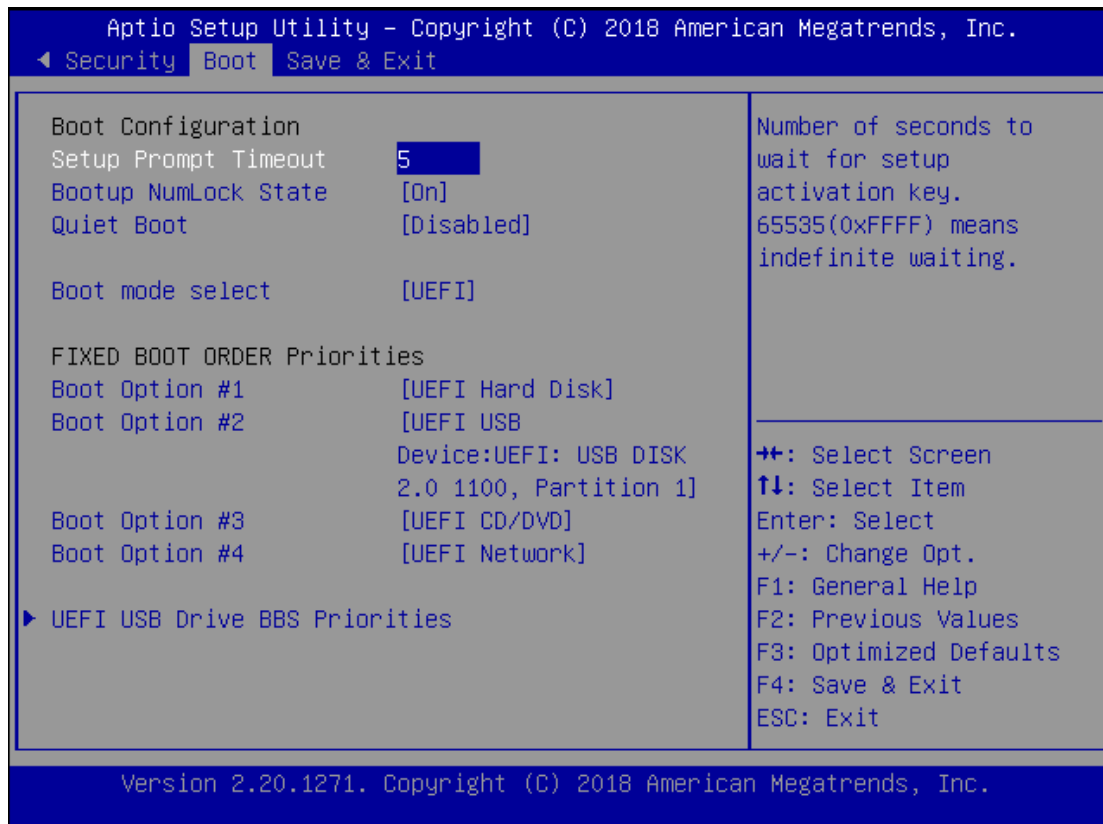 Aptio Setup Utility – Copyright (C) 2018 American Megatrends, Inc.
Security Boot Save & Exit
Boot Configuration
Setup Prompt Timeout 5
Bootup NumLock State [On]
Quiet Boot [Disabled]
Boot mode select [UEFI]
FIXED BOOT ORDER Priorities
Boot Option #1 [UEFI Hard Disk]
Boot Option #2 [UEFI USB
Device:UEFI: USB DISK
2.0 1100, Partition 1]
Boot Option #3 [UEFI CD/DVD]
Boot Option #4 [UEFI Network]
UEFI USB Drive BBS Priorities
Number of seconds to
wait for setup
activation key.
65535(0xFFFF) means
indefinite waiting.
→←: Select Screen
↑↓: Select Item
Enter: Select
+/-: Change Opt.
F1: General Help
F2: Previous Values
F3: Optimized Defaults
F4: Save & Exit
ESC: Exit
Version 2.20.1271. Copyright (C) 2018 American Megatrends, Inc.